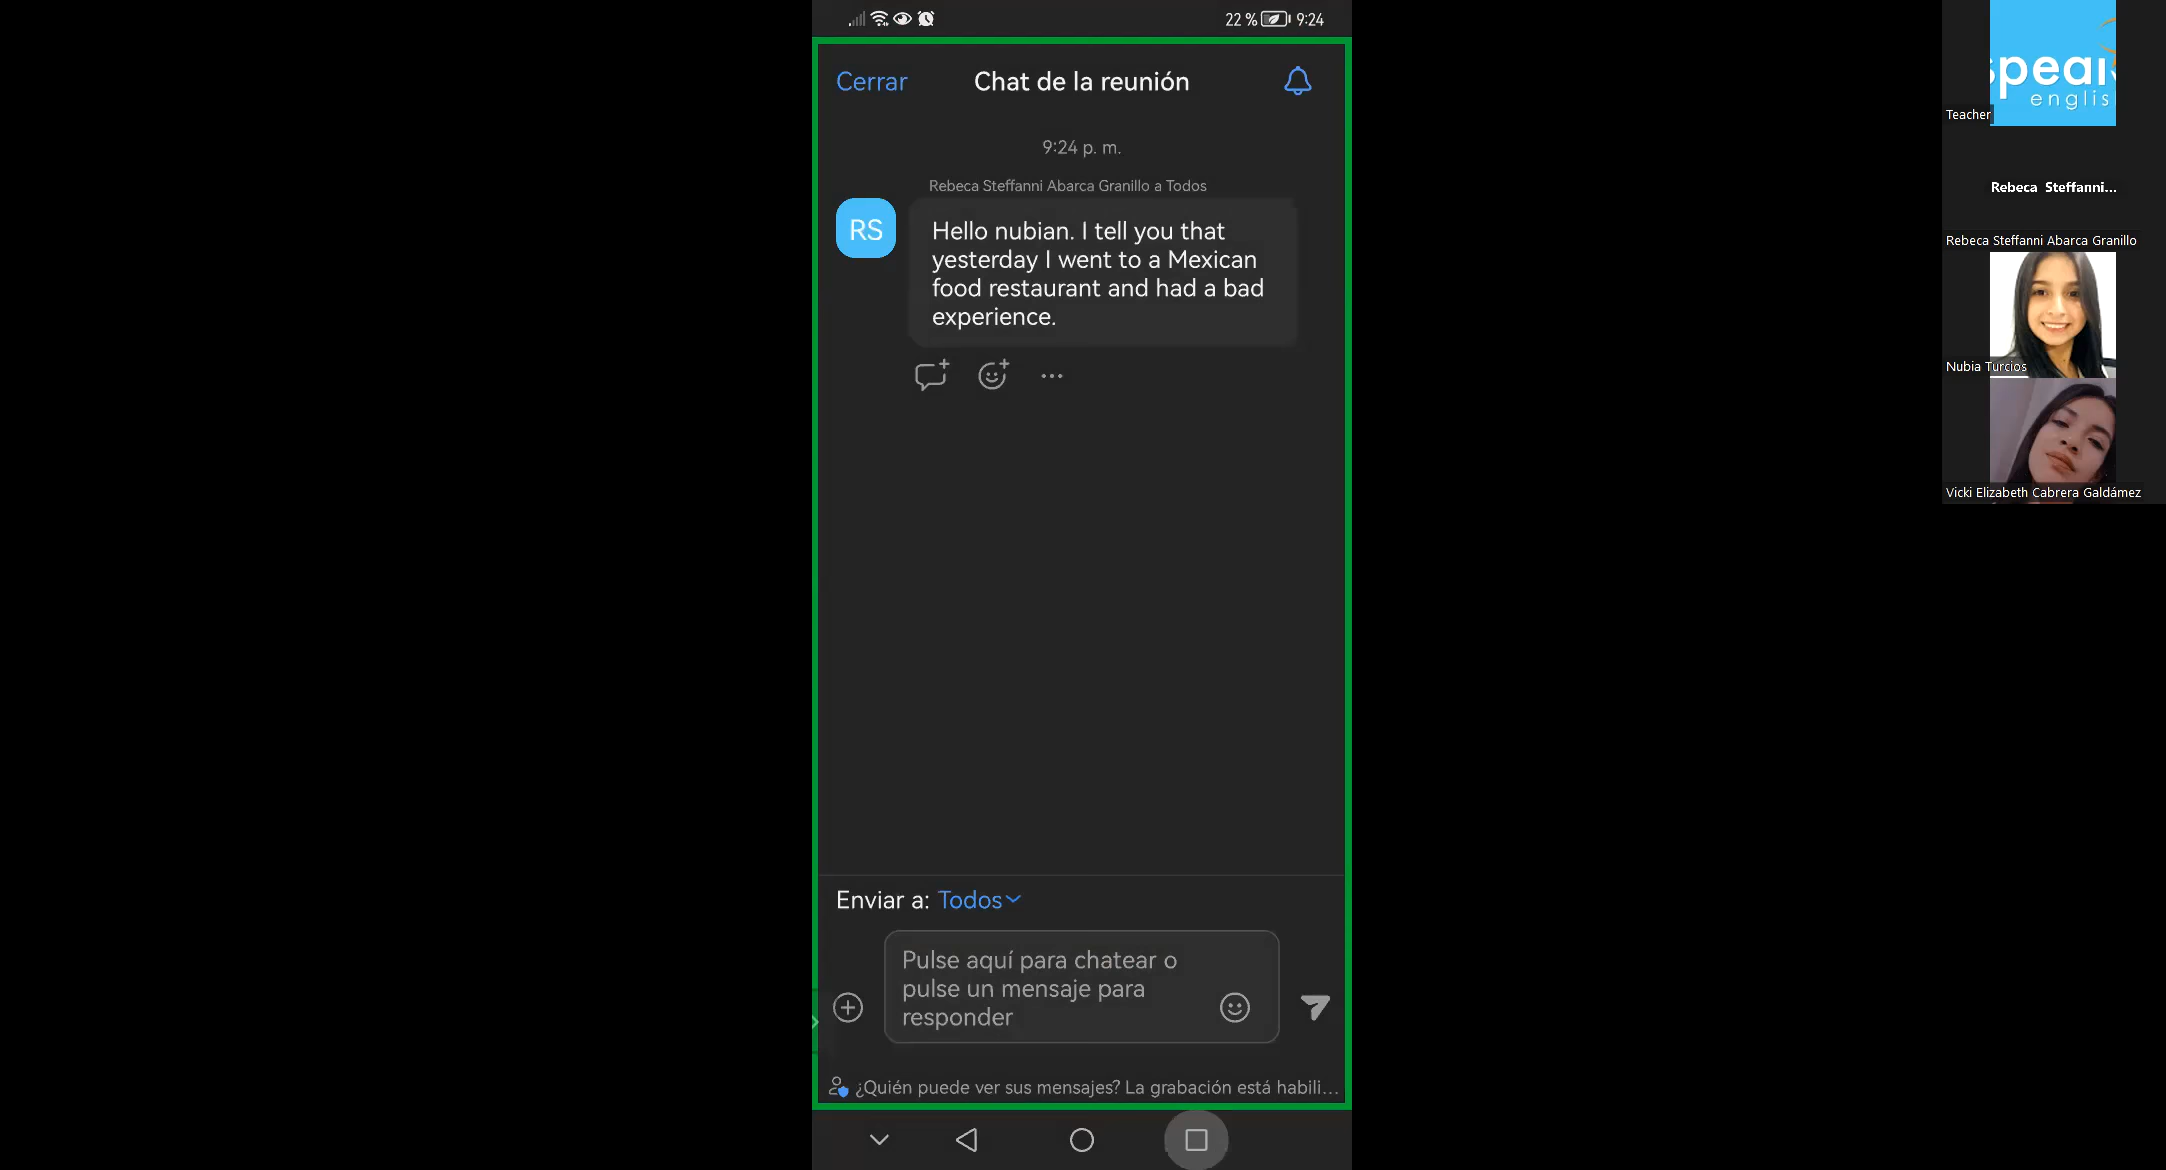 22 % 9:24
Cerrar
Chat de la reunión
9:24 p. m.
Rebeca Steffanni Abarca Granillo a Todos
RS
Hello nubian. I tell you that
yesterday I went to a Mexican
food restaurant and had a bad
experience.
Enviar a: Todos
Pulse aquí para chatear o
pulse un mensaje para
responder
¿Quién puede ver sus mensajes? La grabación está habili...
englis
Teacher
Rebeca Steffanni...
Rebeca Steffanni Abarca Granillo
Nubia Turcios
Vicki Elizabeth Cabrera Galdámez